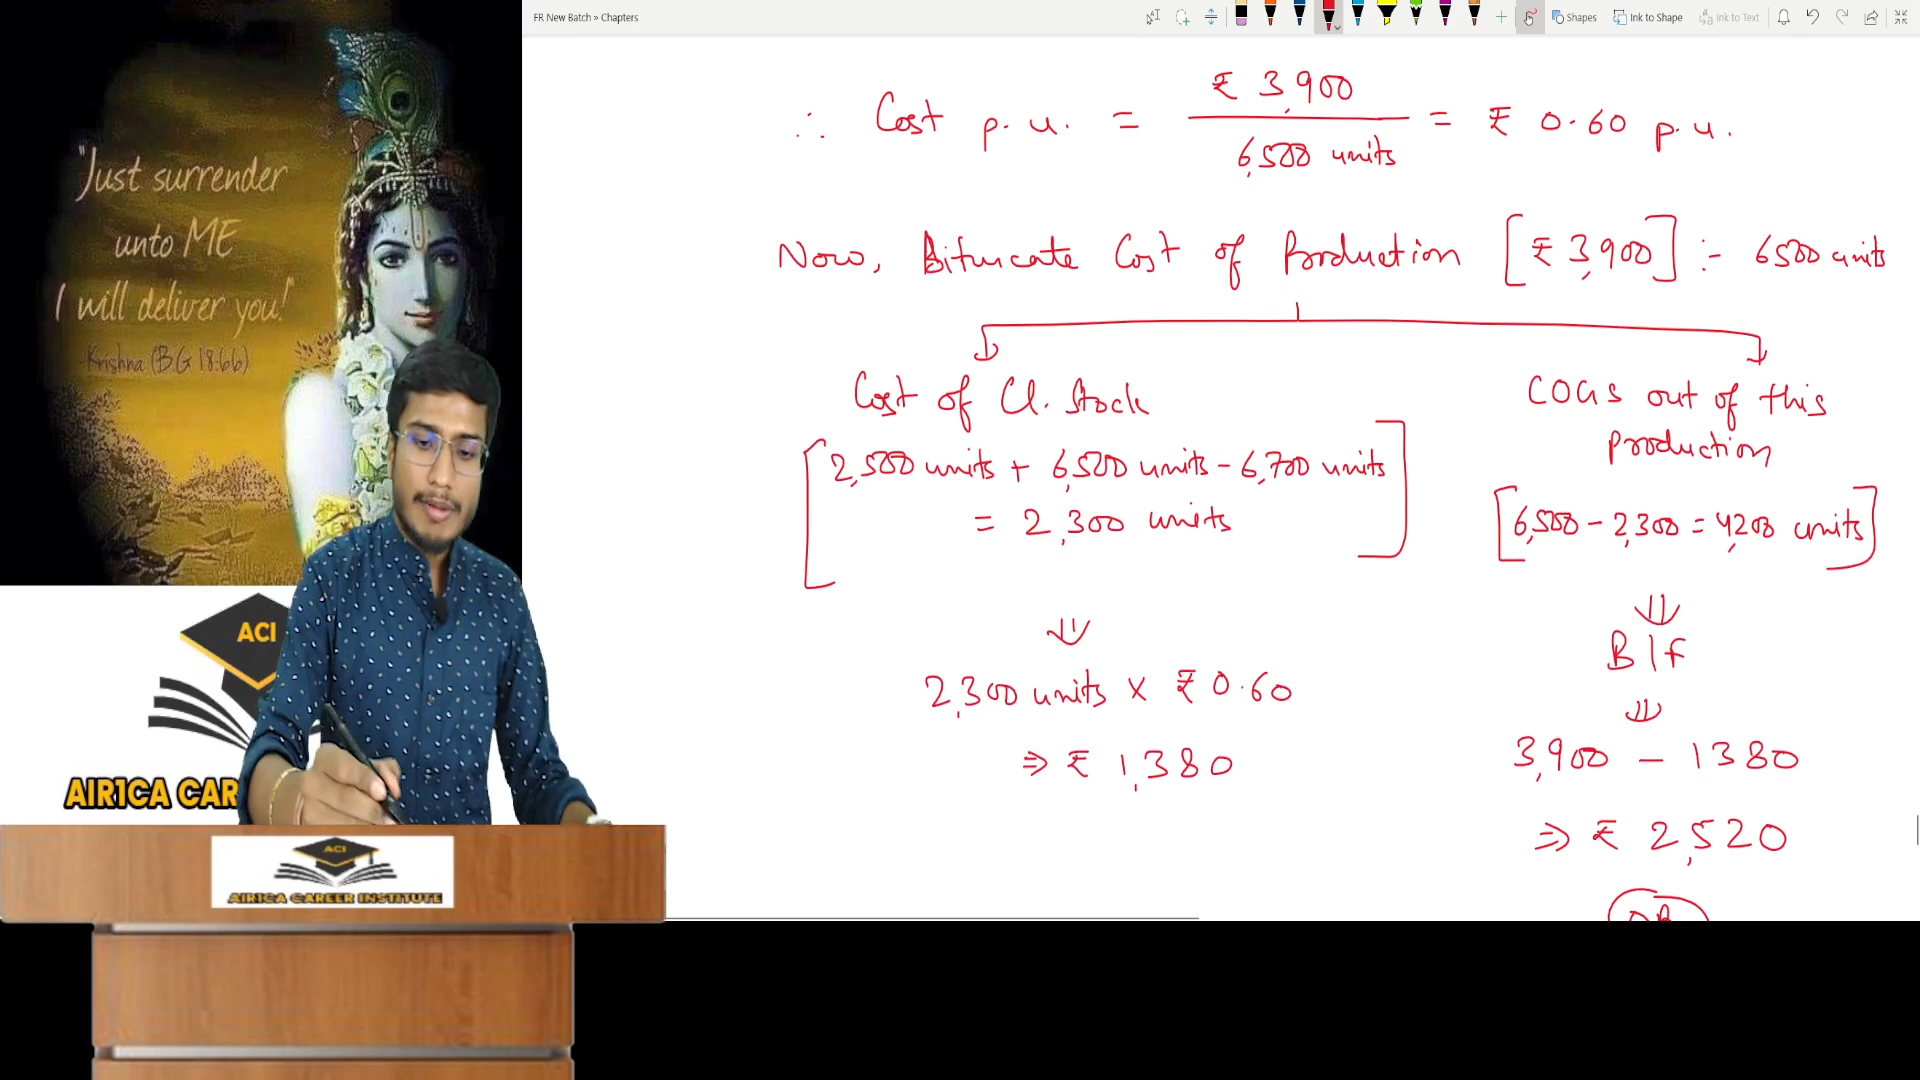 FR New Batch » Chapters
Shapes
Ink to Shape
Ink to Text
"Just surrender
unto ME
I will deliver you!"
- Krishna (B.G 18:66)
ACI
AIR1CA CAR
ACI
AIR1CA CAREER INSTITUTE
∴ Cost p.u. = ₹ 3,900 / 6,500 units = ₹ 0.60 p.u.
Now, Bifurcate Cost of Production [₹ 3,900] :- 6500 units
Cost of Cl. Stock
[2,500 units + 6,500 units - 6,700 units
= 2,300 units]
⇓
2,300 units × ₹ 0.60
⇒ ₹ 1,380
COGS out of this
production
[6,500 - 2,300 = 4,200 units]
⇓
B/f
⇓
3,900 - 1380
⇒ ₹ 2,520